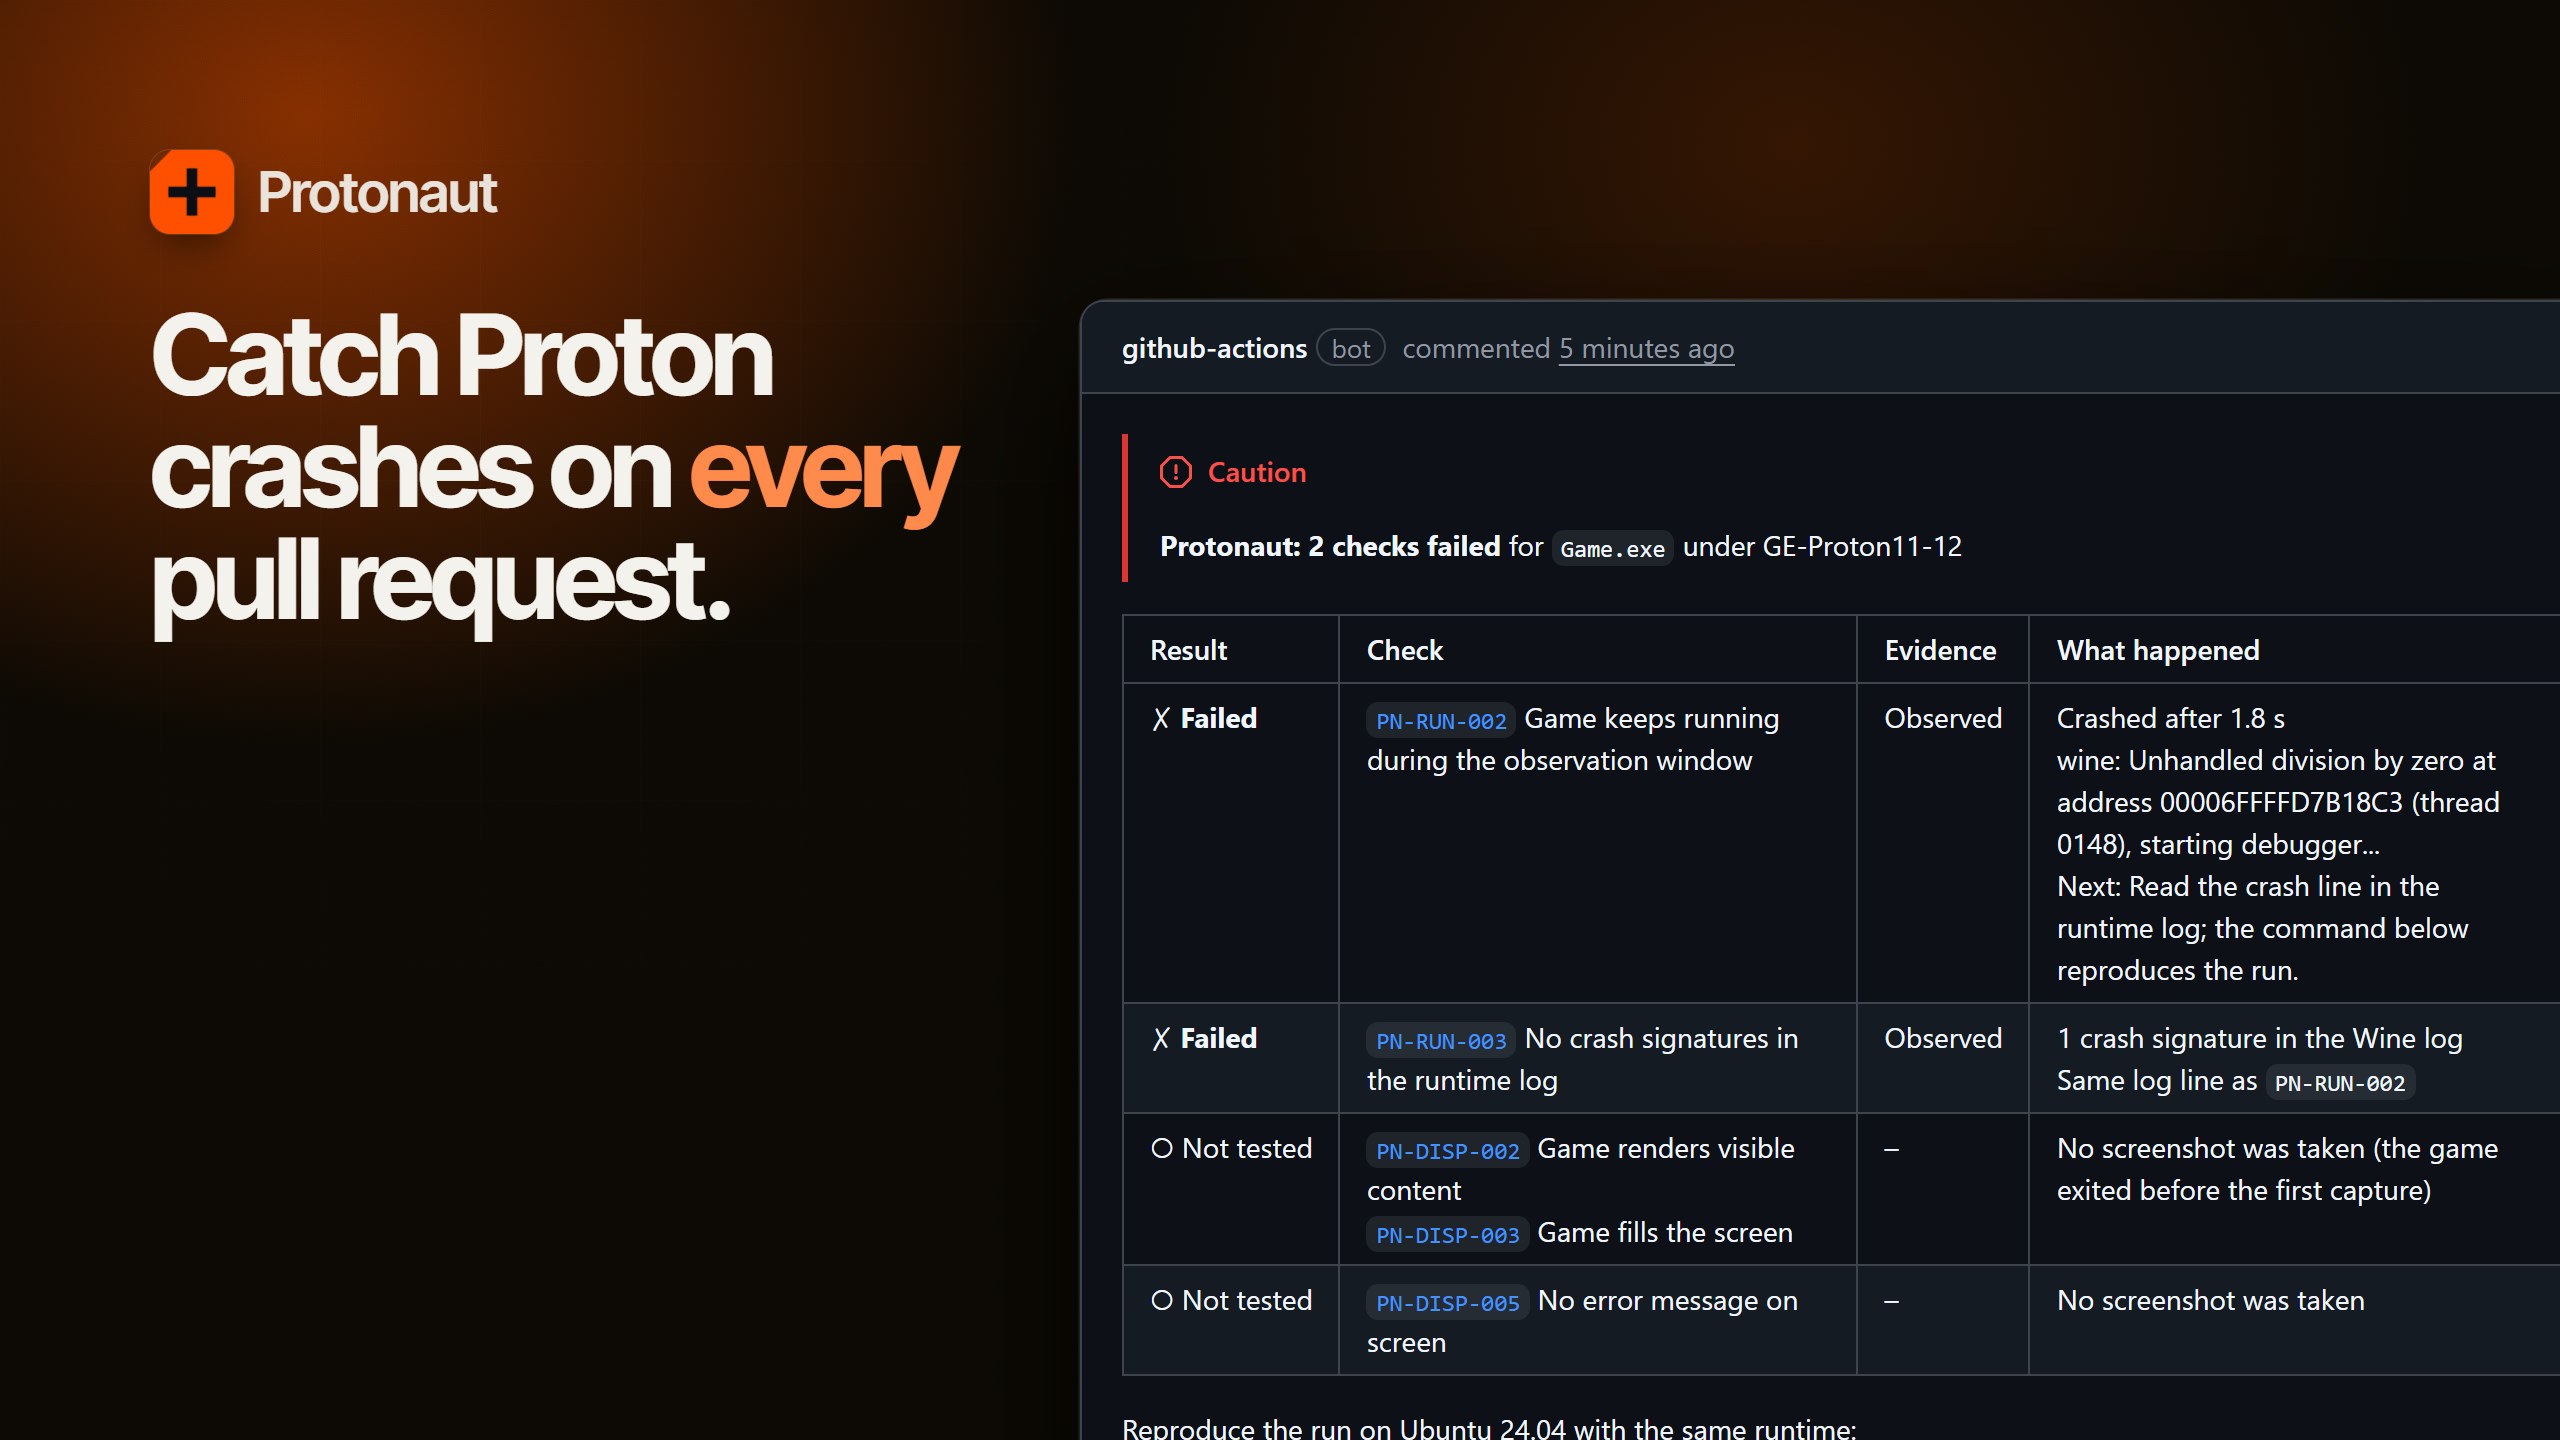 Protonaut
Catch Proton
crashes on every
pull request.
github-actions bot commented 5 minutes ago
Caution
Protonaut: 2 checks failed for Game.exe under GE-Proton11-12
Result Check Evidence What happened
✗ Failed PN-RUN-002 Game keeps running Observed Crashed after 1.8 s
during the observation window wine: Unhandled division by zero at
address 00006FFFFD7B18C3 (thread
0148), starting debugger...
Next: Read the crash line in the
runtime log; the command below
reproduces the run.
✗ Failed PN-RUN-003 No crash signatures in Observed 1 crash signature in the Wine log
the runtime log Same log line as PN-RUN-002
○ Not tested PN-DISP-002 Game renders visible – No screenshot was taken (the game
content exited before the first capture)
PN-DISP-003 Game fills the screen
○ Not tested PN-DISP-005 No error message on – No screenshot was taken
screen
Reproduce the run on Ubuntu 24.04 with the same runtime: